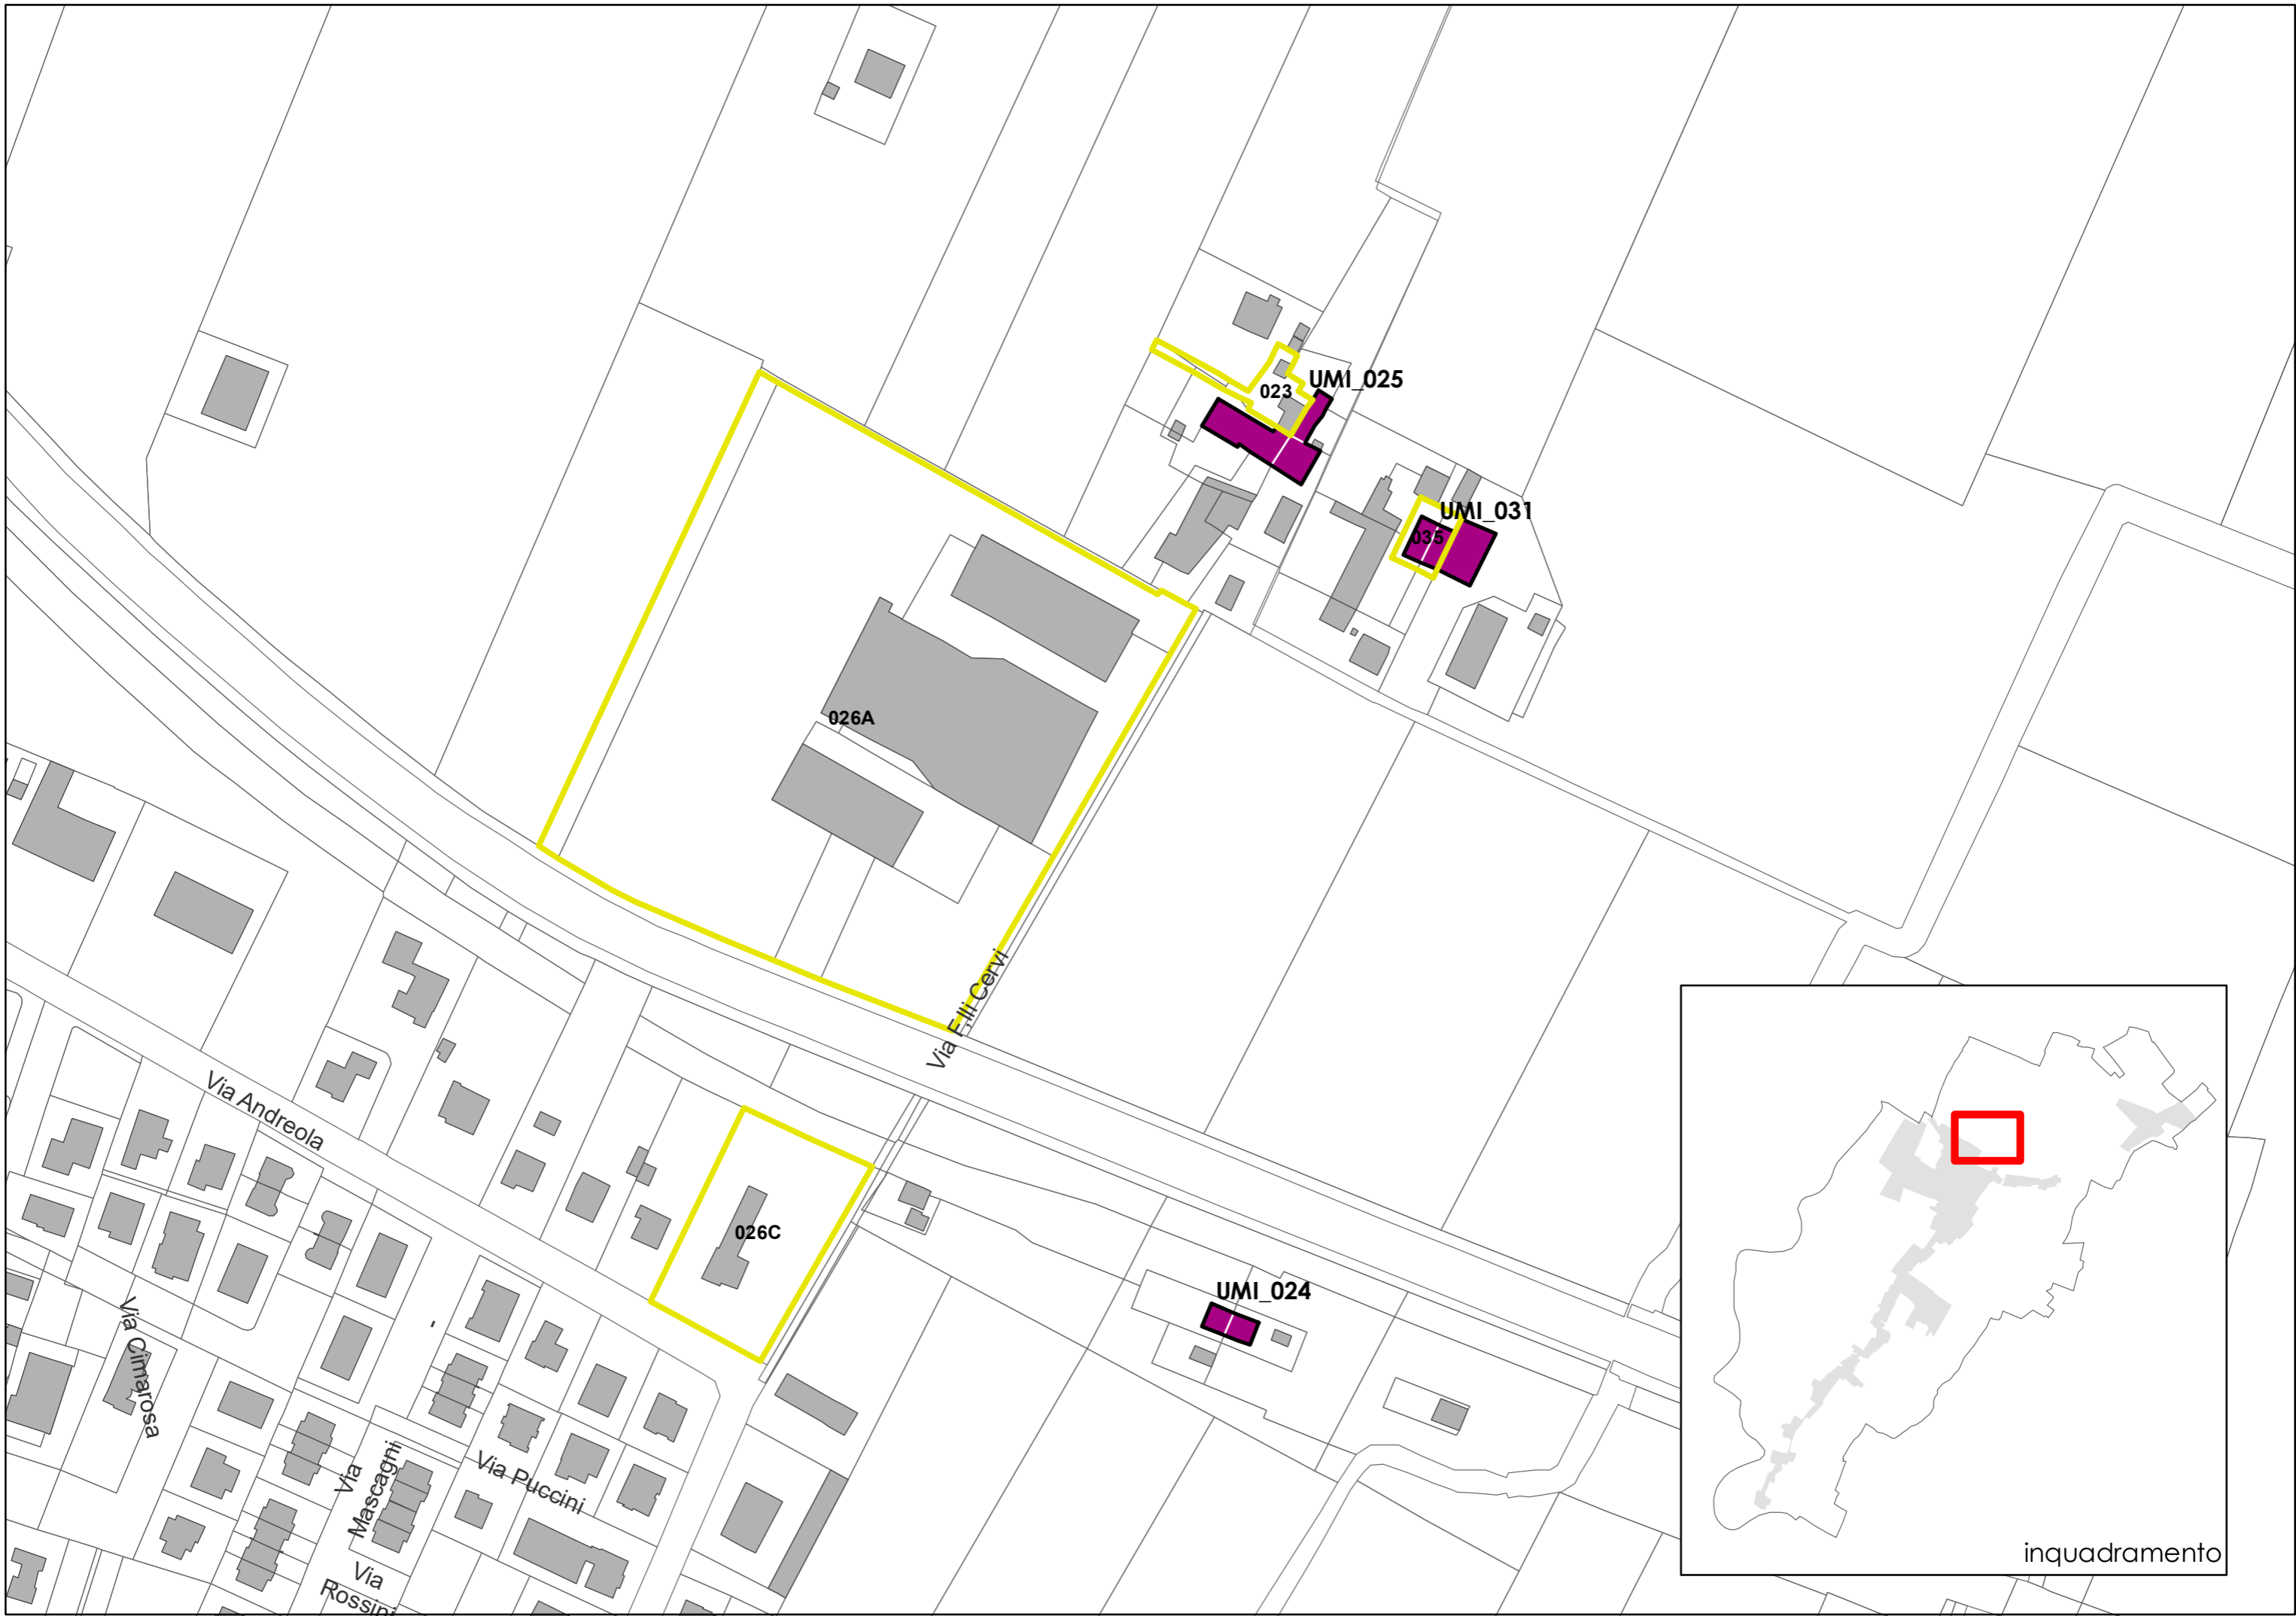 UMI_025
023
UMI_031
035
026A
Via F.lli Cervi
Via Andreola
026C
UMI_024
Via Cimarosa
Via
Mascagni
Via Puccini
Via
Rossini
inquadramento